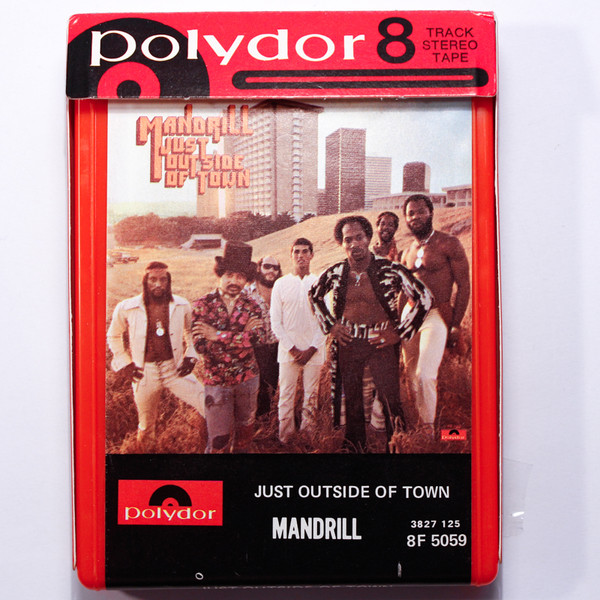 polydor 8 TRACK
STEREO
TAPE
MANDRILL
JUST
OUTSIDE
OF TOWN
polydor
polydor
JUST OUTSIDE OF TOWN
MANDRILL
3827 125
8F 5059